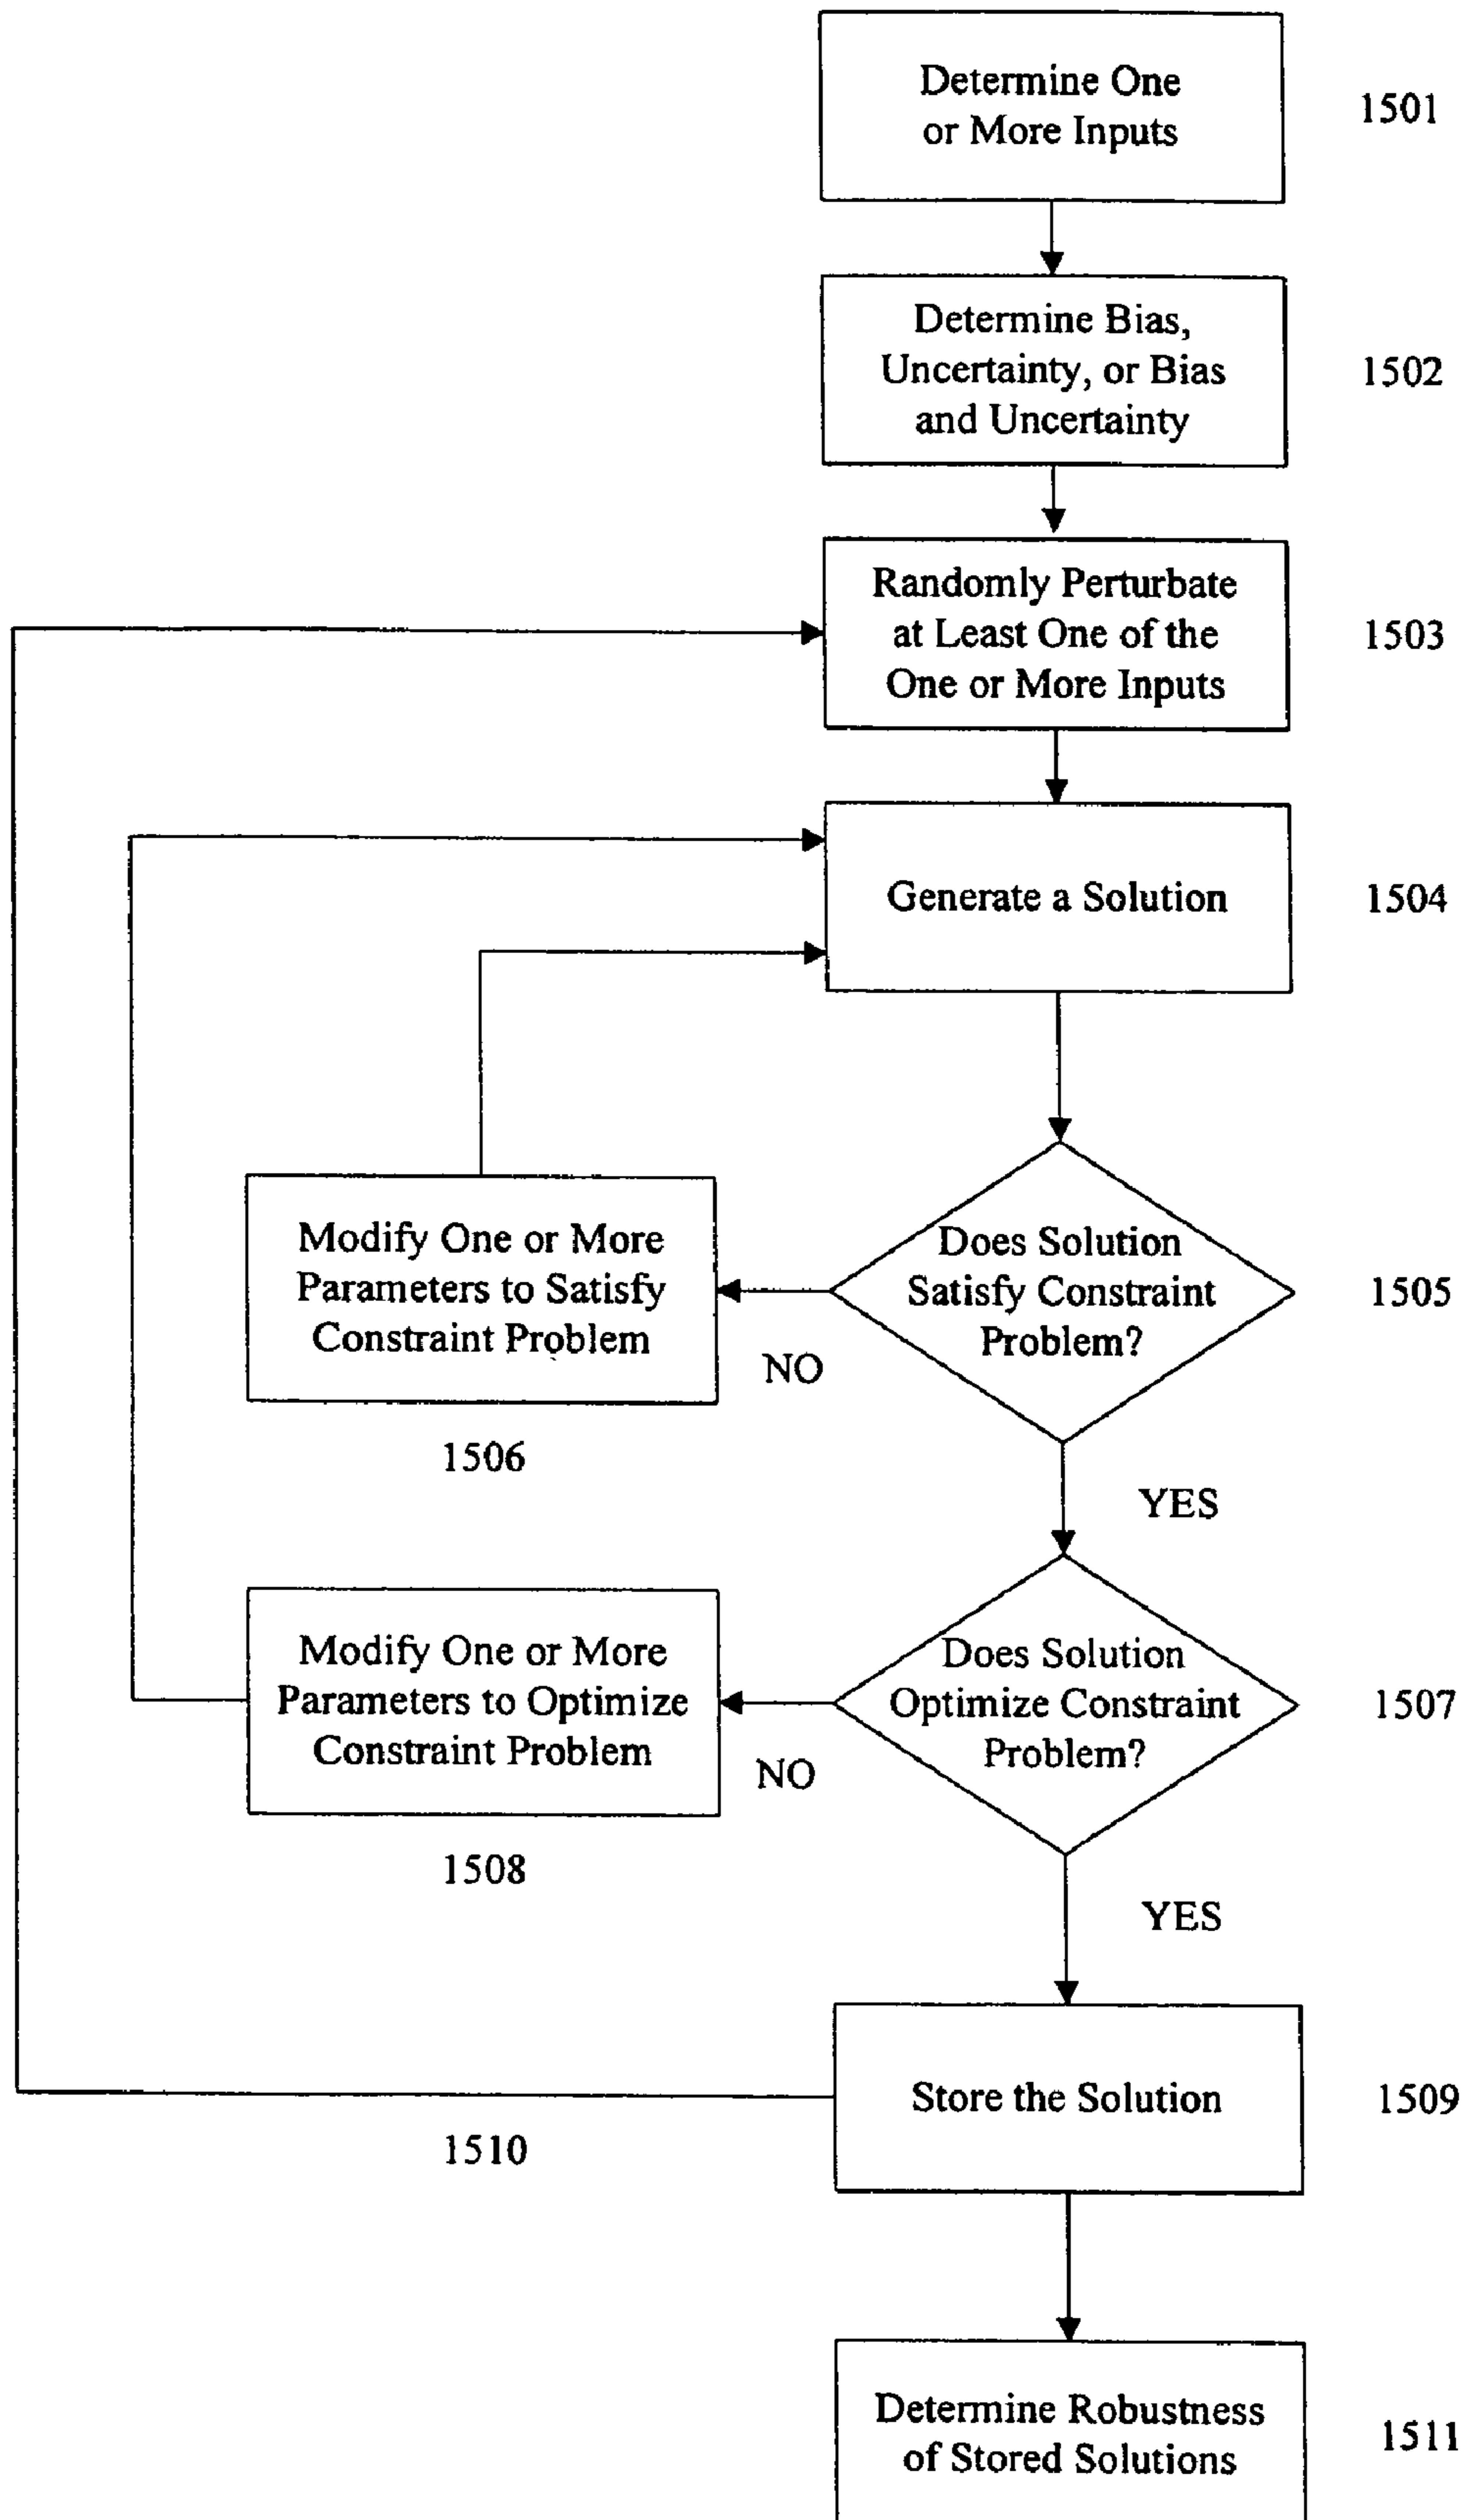 Determine One
or More Inputs
1501
Determine Bias,
Uncertainty, or Bias
and Uncertainty
1502
Randomly Perturbate
at Least One of the
One or More Inputs
1503
Generate a Solution
1504
Does Solution
Satisfy Constraint
Problem?
1505
NO
Modify One or More
Parameters to Satisfy
Constraint Problem
1506
YES
Does Solution
Optimize Constraint
Problem?
1507
NO
Modify One or More
Parameters to Optimize
Constraint Problem
1508
YES
Store the Solution
1509
1510
Determine Robustness
of Stored Solutions
1511